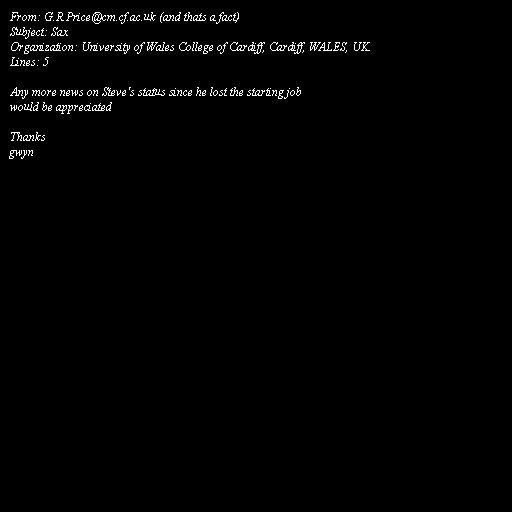 From: G.R.Price@cm.cf.ac.uk (and thats a fact)
Subject: Sax
Organization: University of Wales College of Cardiff, Cardiff, WALES, UK.
Lines: 5

Any more news on Steve's status since he lost the starting job
would be appreciated

Thanks
gwyn